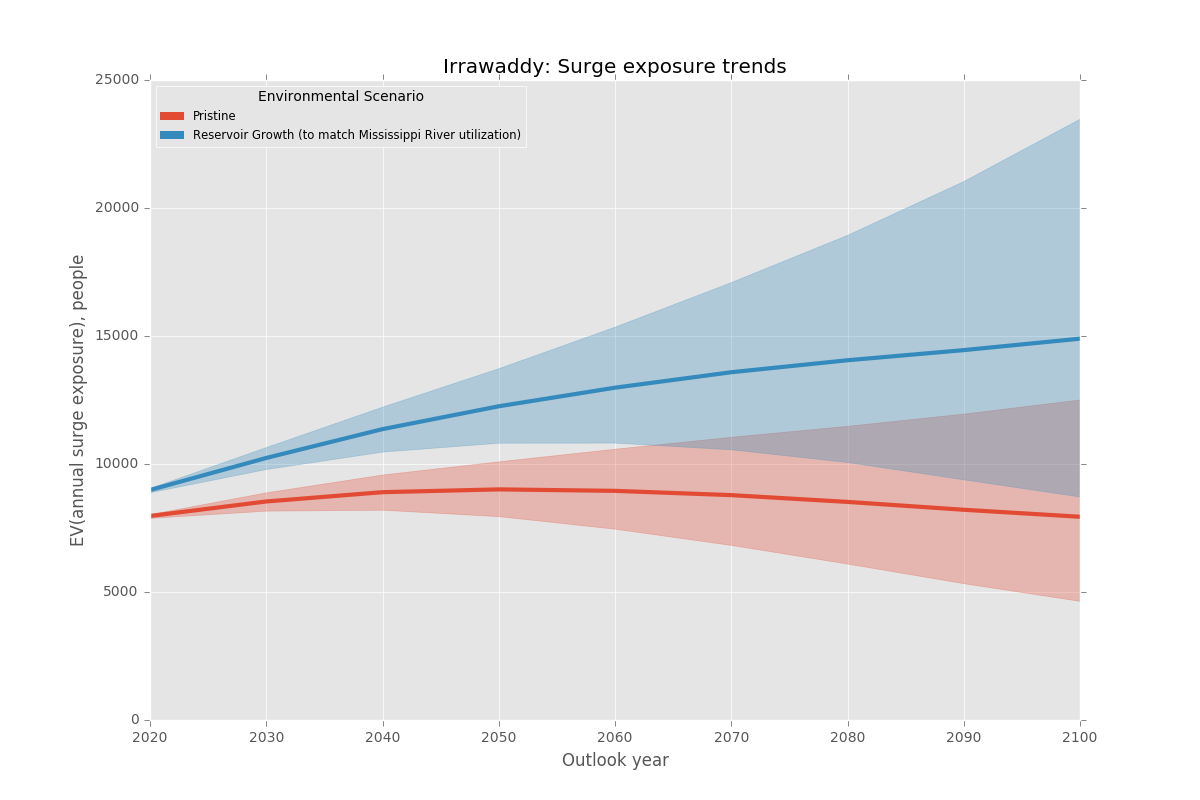 Irrawaddy: Surge exposure trends
Environmental Scenario
Pristine
Reservoir Growth (to match Mississippi River utilization)
25000
20000
15000
10000
5000
0
EV(annual surge exposure), people
2020 2030 2040 2050 2060 2070 2080 2090 2100
Outlook year